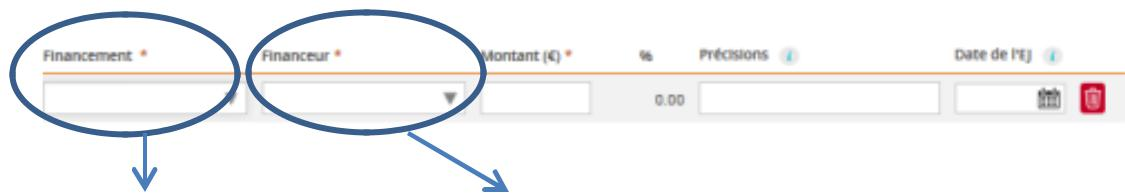 Financement * Financeur * Montant (€) * % Précisions i Date de l'EJ i
0.00